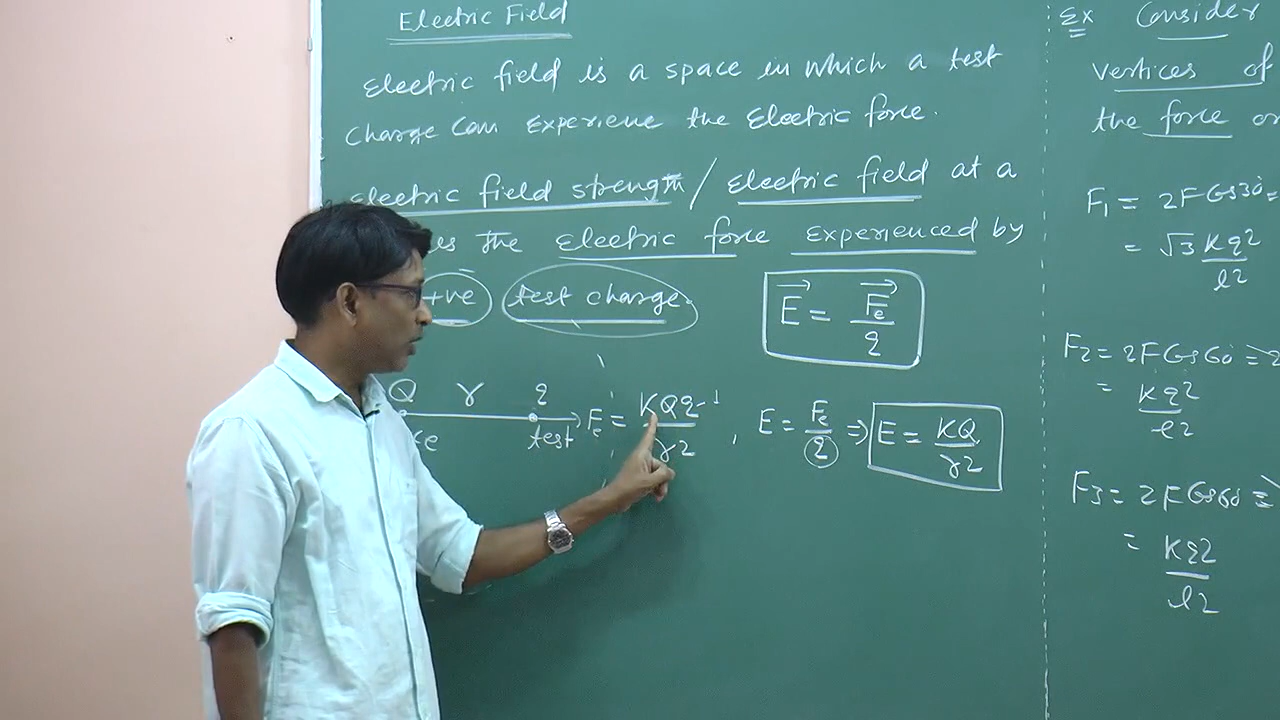 Electric Field
Electric field is a space in which a test
Charge can experience the Electric force.
Electric field strength / Electric field at a
the Electric force experienced by
+ve test charge.
E = Fe/q
Q r q
test
Fe = KQq/r2 -1, E = Fe/q ⇒ E = KQ/r2
Ex Consider
vertices of
the force on
F1 = 2F Cos30 =
= √3 Kq2/l2
F2 = 2F Cos60 = 2
= Kq2/l2
F3 = 2F Cos60 =
= Kq2/l2